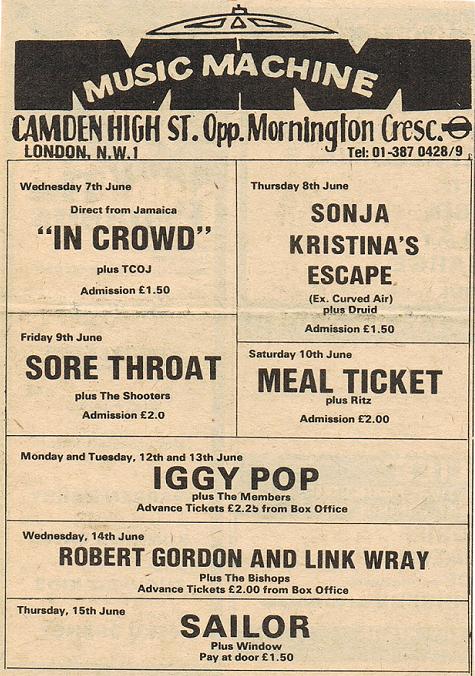 MUSIC MACHINE
CAMDEN HIGH ST. Opp. Mornington Cresc.
LONDON, N.W.1
Tel: 01-387 0428/9
Wednesday 7th June
Direct from Jamaica
"IN CROWD"
plus TCOJ
Admission £1.50
Thursday 8th June
SONJA
KRISTINA'S
ESCAPE
(Ex. Curved Air)
plus Druid
Admission £1.50
Friday 9th June
SORE THROAT
plus The Shooters
Admission £2.0
Saturday 10th June
MEAL TICKET
plus Ritz
Admission £2.00
Monday and Tuesday, 12th and 13th June
IGGY POP
plus The Members
Advance Tickets £2.25 from Box Office
Wednesday, 14th June
ROBERT GORDON AND LINK WRAY
Plus The Bishops
Advance Tickets £2.00 from Box Office
Thursday, 15th June
SAILOR
Plus Window
Pay at door £1.50